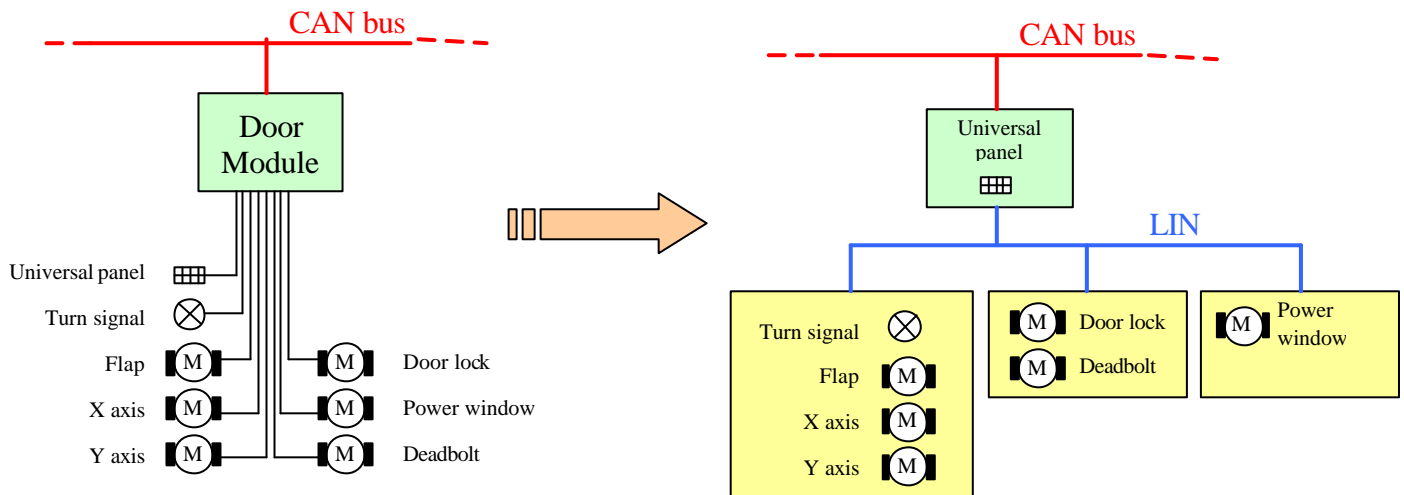 CAN bus
Door
Module
Universal panel
Turn signal
Flap
M
M
Door lock
X axis
M
M
Power window
Y axis
M
M
Deadbolt
CAN bus
Universal
panel
LIN
Turn signal
Flap
M
X axis
M
Y axis
M
M
Door lock
M
Deadbolt
M
Power
window